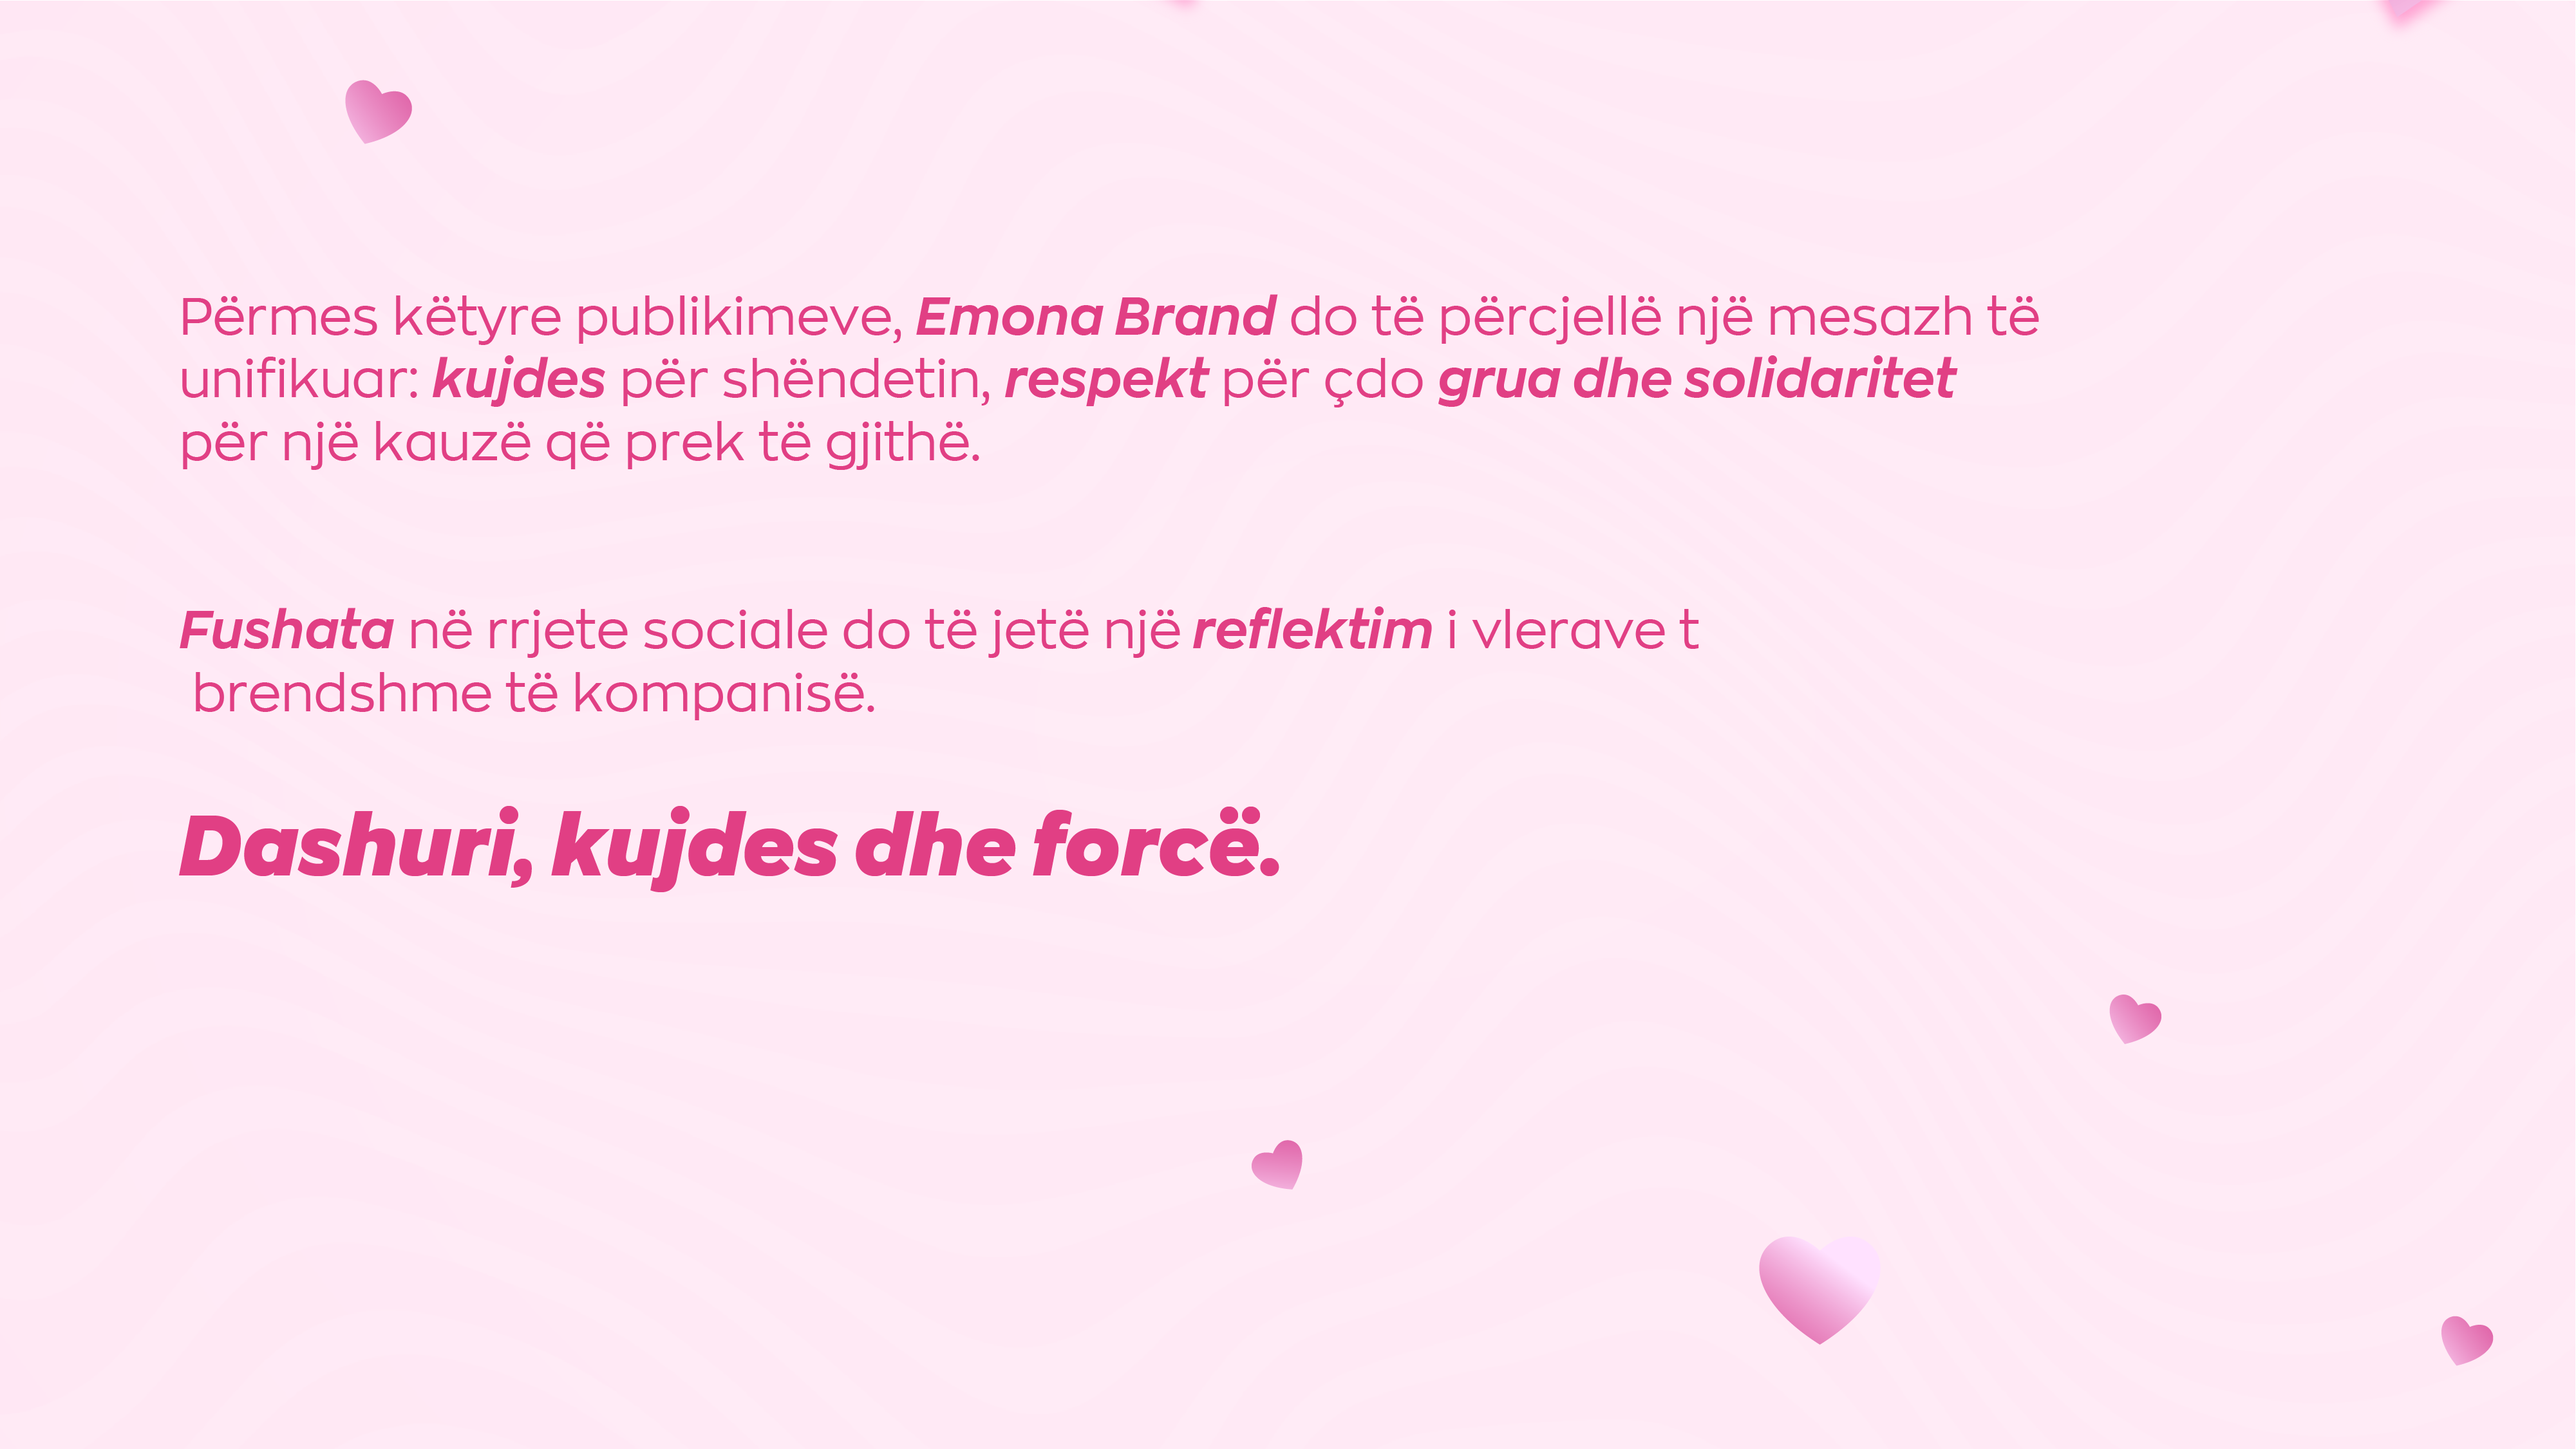 Përmes këtyre publikimeve, Emona Brand do të përcjellë një mesazh të
unifikuar: kujdes për shëndetin, respekt për çdo grua dhe solidaritet
për një kauzë që prek të gjithë.
Fushata në rrjete sociale do të jetë një reflektim i vlerave t
brendshme të kompanisë.
Dashuri, kujdes dhe forcë.